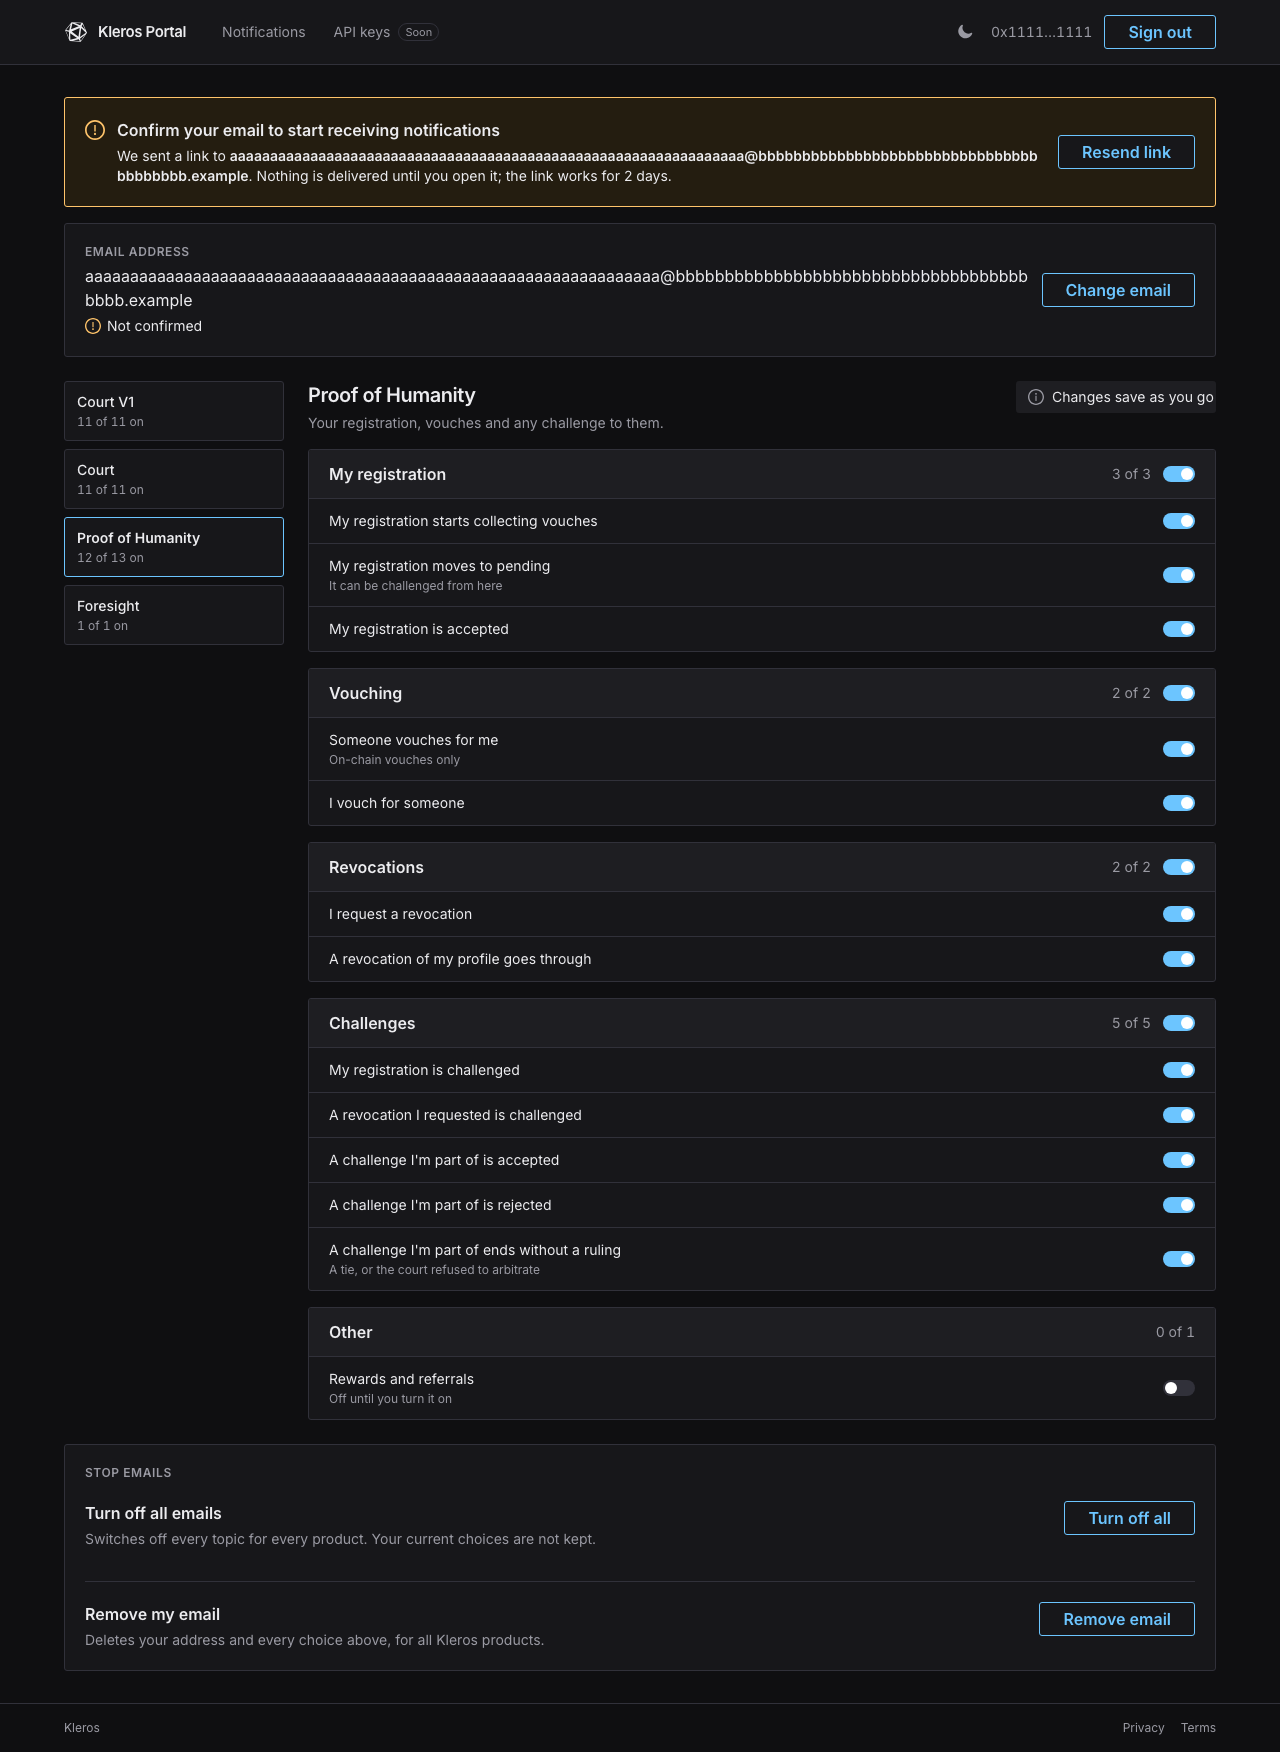 Kleros Portal
Notifications
API keys
Soon
0x1111...1111
Sign out
Confirm your email to start receiving notifications
We sent a link to aaaaaaaaaaaaaaaaaaaaaaaaaaaaaaaaaaaaaaaaaaaaaaaaaaaaaaaaaaaaaaaa@bbbbbbbbbbbbbbbbbbbbbbbbbbbbbbbb
bbbbbbbb.example. Nothing is delivered until you open it; the link works for 2 days.
Resend link
EMAIL ADDRESS
aaaaaaaaaaaaaaaaaaaaaaaaaaaaaaaaaaaaaaaaaaaaaaaaaaaaaaaaaaaaaaaa@bbbbbbbbbbbbbbbbbbbbbbbbbbbbbbbbbbbb
bbbb.example
Not confirmed
Change email
Court V1
11 of 11 on
Court
11 of 11 on
Proof of Humanity
12 of 13 on
Foresight
1 of 1 on
Proof of Humanity
Your registration, vouches and any challenge to them.
Changes save as you go
My registration
3 of 3
My registration starts collecting vouches
My registration moves to pending
It can be challenged from here
My registration is accepted
Vouching
2 of 2
Someone vouches for me
On-chain vouches only
I vouch for someone
Revocations
2 of 2
I request a revocation
A revocation of my profile goes through
Challenges
5 of 5
My registration is challenged
A revocation I requested is challenged
A challenge I'm part of is accepted
A challenge I'm part of is rejected
A challenge I'm part of ends without a ruling
A tie, or the court refused to arbitrate
Other
0 of 1
Rewards and referrals
Off until you turn it on
STOP EMAILS
Turn off all emails
Switches off every topic for every product. Your current choices are not kept.
Turn off all
Remove my email
Deletes your address and every choice above, for all Kleros products.
Remove email
Kleros
Privacy
Terms